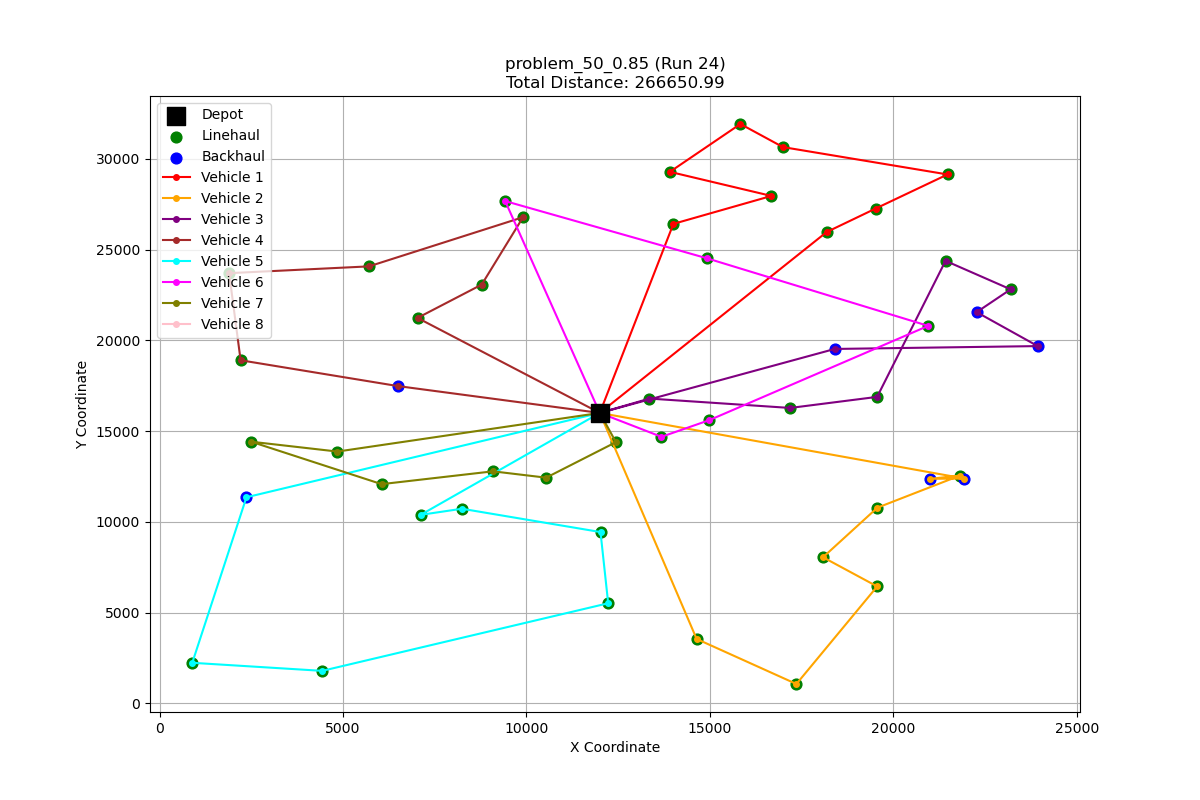 problem_50_0.85 (Run 24)
Total Distance: 266650.99
Depot
Linehaul
Backhaul
Vehicle 1
Vehicle 2
Vehicle 3
Vehicle 4
Vehicle 5
Vehicle 6
Vehicle 7
Vehicle 8
30000
25000
20000
15000
10000
5000
0
Y Coordinate
0 5000 10000 15000 20000 25000
X Coordinate